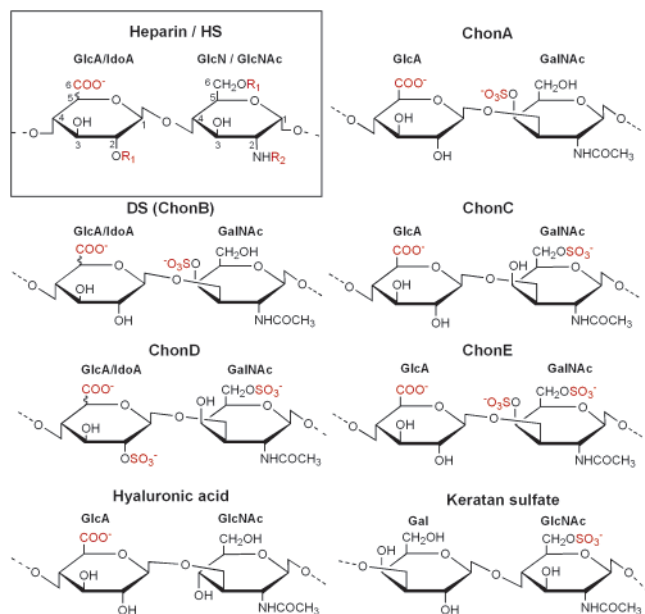 Heparin / HS
GlcA/IdoA GlcN / GlcNAc
6 COO⁻ 6 CH₂OR₁
5 O 5 O
4 OH 1 O 4 OH 1 O
3 2 3 2
OR₁ NHR₂
ChonA
GlcA GalNAc
COO⁻ ⁻O₃SO CH₂OH
O O
O OH O O
OH NHCOCH₃
DS (ChonB)
GlcA/IdoA GalNAc
COO⁻ ⁻O₃SO CH₂OH
O O
O OH O O
OH NHCOCH₃
ChonC
GlcA GalNAc
COO⁻ CH₂OSO₃⁻
O OH O
O OH O O
OH NHCOCH₃
ChonD
GlcA/IdoA GalNAc
COO⁻ CH₂OSO₃⁻
O OH O
O OH O O
OSO₃⁻ NHCOCH₃
ChonE
GlcA GalNAc
COO⁻ ⁻O₃SO CH₂OSO₃⁻
O O
O OH O O
OH NHCOCH₃
Hyaluronic acid
GlcA GlcNAc
COO⁻ CH₂OH
O O
O OH O OH O
OH NHCOCH₃
Keratan sulfate
Gal GlcNAc
CH₂OH CH₂OSO₃⁻
OH O O
O O OH O
OH NHCOCH₃